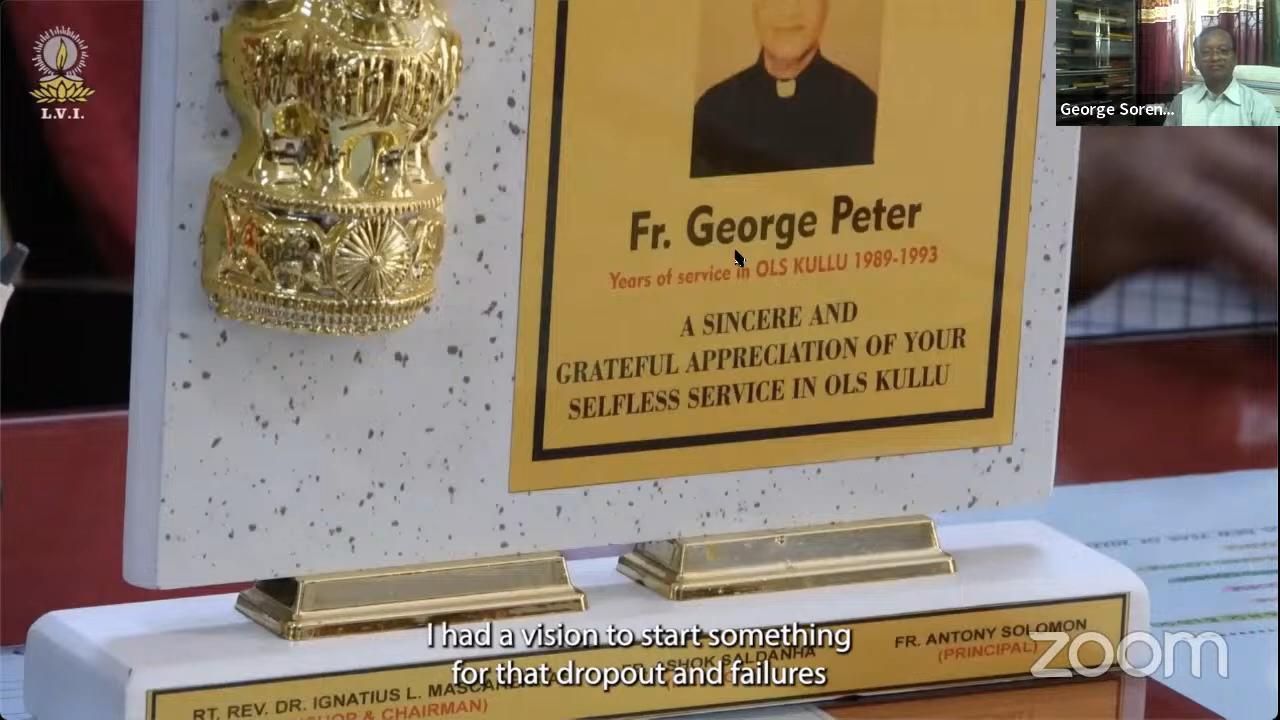 L.V.I.
George Soren...
Fr. George Peter
Years of service in OLS KULLU 1989-1993
A SINCERE AND
GRATEFUL APPRECIATION OF YOUR
SELFLESS SERVICE IN OLS KULLU
I had a vision to start something
for that dropout and failures
RT. REV. DR. IGNATIUS L.
& CHAIRMAN)
SALDANHA
FR. ANTONY SOLOMON
(PRINCIPAL)
zoom